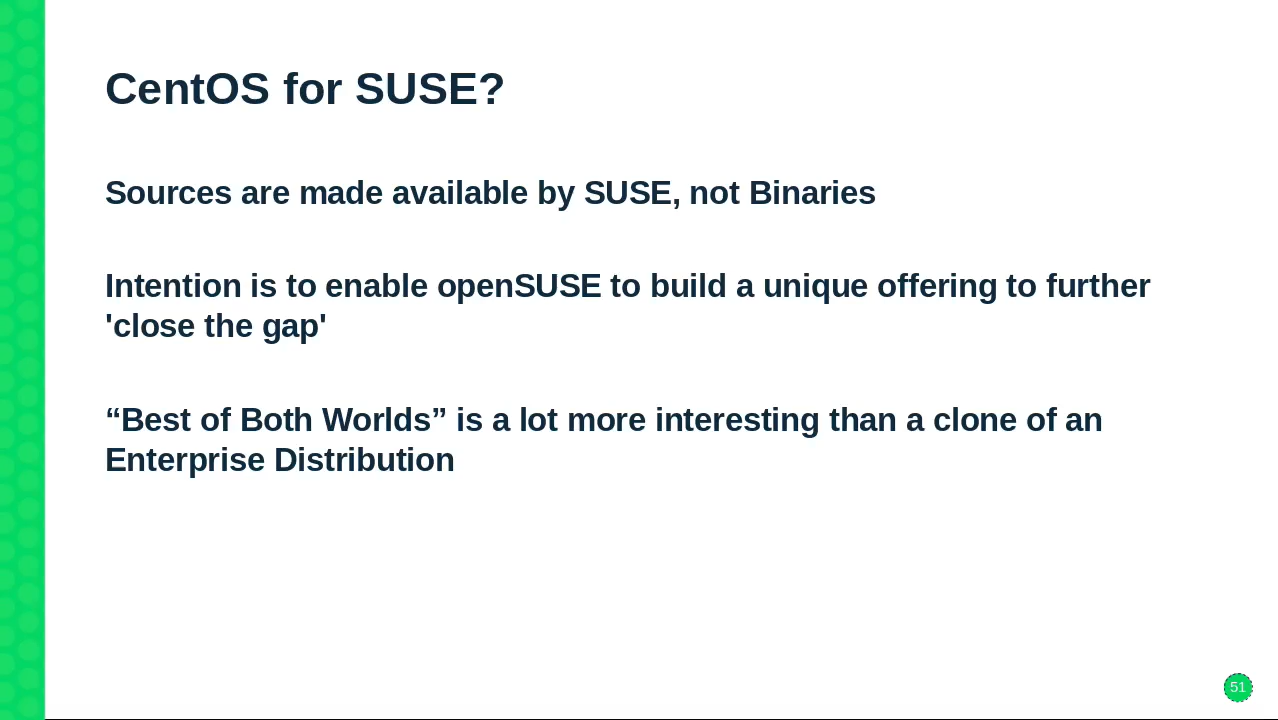 CentOS for SUSE?
Sources are made available by SUSE, not Binaries
Intention is to enable openSUSE to build a unique offering to further
'close the gap'
“Best of Both Worlds” is a lot more interesting than a clone of an
Enterprise Distribution
51